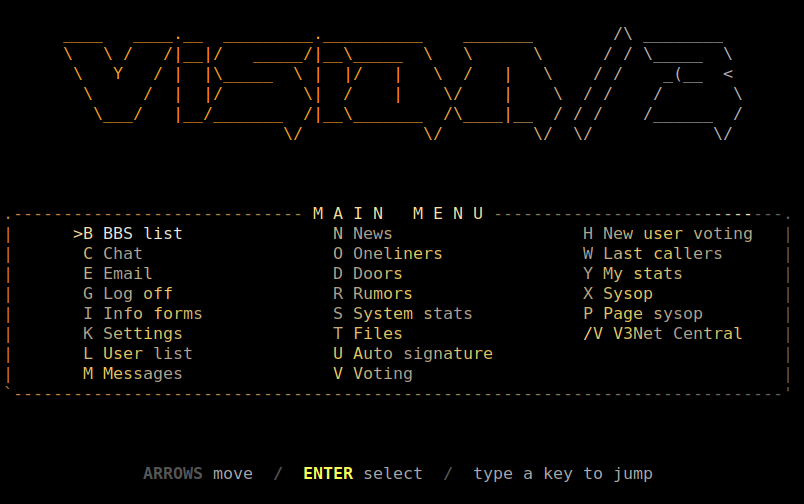 ViSiON/3
MAIN MENU
>B BBS list N News H New user voting
C Chat O Oneliners W Last callers
E Email D Doors Y My stats
G Log off R Rumors X Sysop
I Info forms S System stats P Page sysop
K Settings T Files /V V3Net Central
L User list U Auto signature
M Messages V Voting
ARROWS move / ENTER select / type a key to jump